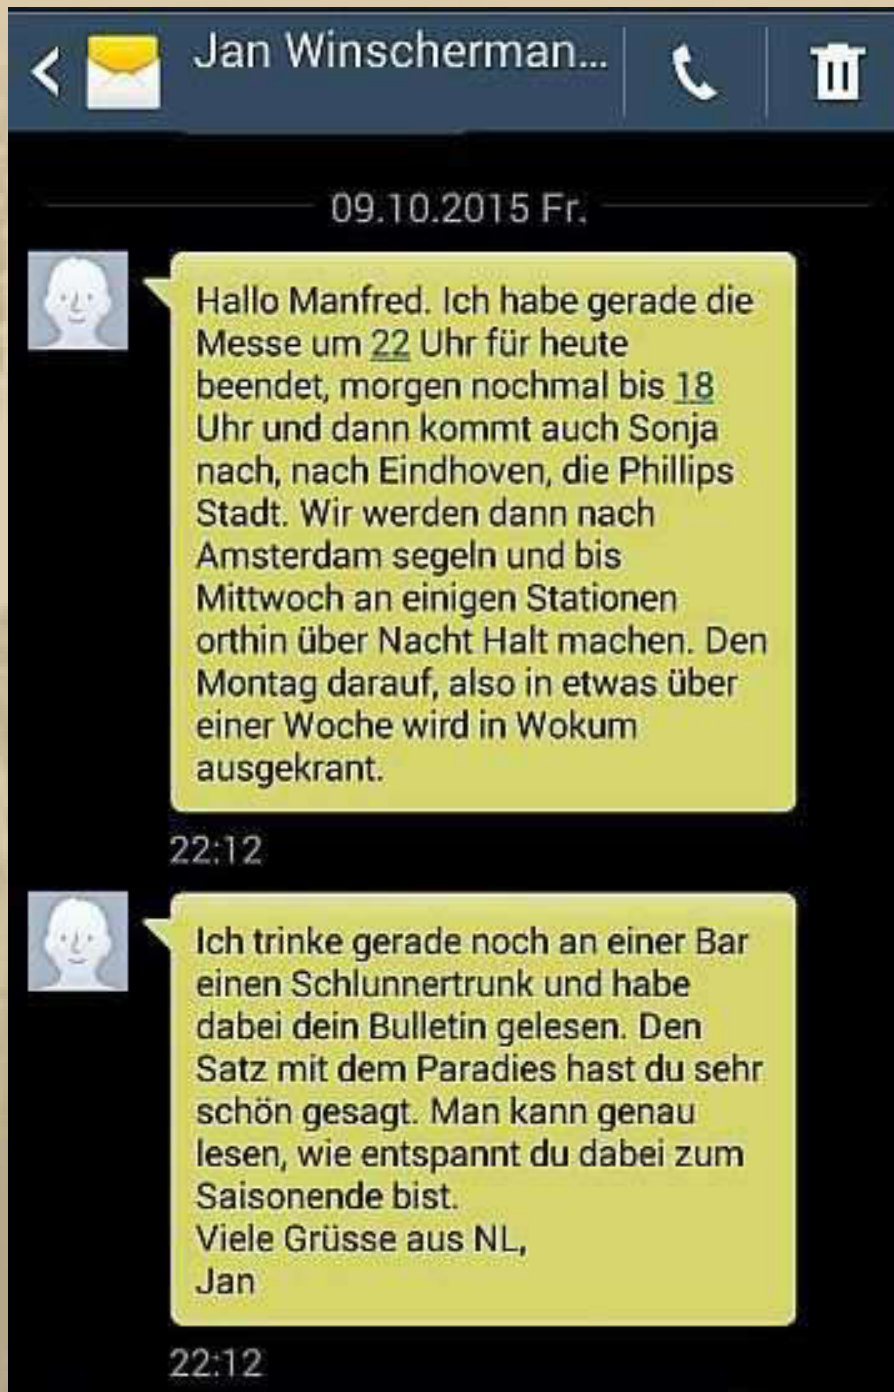 Jan Winscherman...
09.10.2015 Fr.
Hallo Manfred. Ich habe gerade die
Messe um 22 Uhr für heute
beendet, morgen nochmal bis 18
Uhr und dann kommt auch Sonja
nach, nach Eindhoven, die Phillips
Stadt. Wir werden dann nach
Amsterdam segeln und bis
Mittwoch an einigen Stationen
orthin über Nacht Halt machen. Den
Montag darauf, also in etwas über
einer Woche wird in Wokum
ausgekrant.
22:12
Ich trinke gerade noch an einer Bar
einen Schlunnertrunk und habe
dabei dein Bulletin gelesen. Den
Satz mit dem Paradies hast du sehr
schön gesagt. Man kann genau
lesen, wie entspannt du dabei zum
Saisonende bist.
Viele Grüsse aus NL,
Jan
22:12